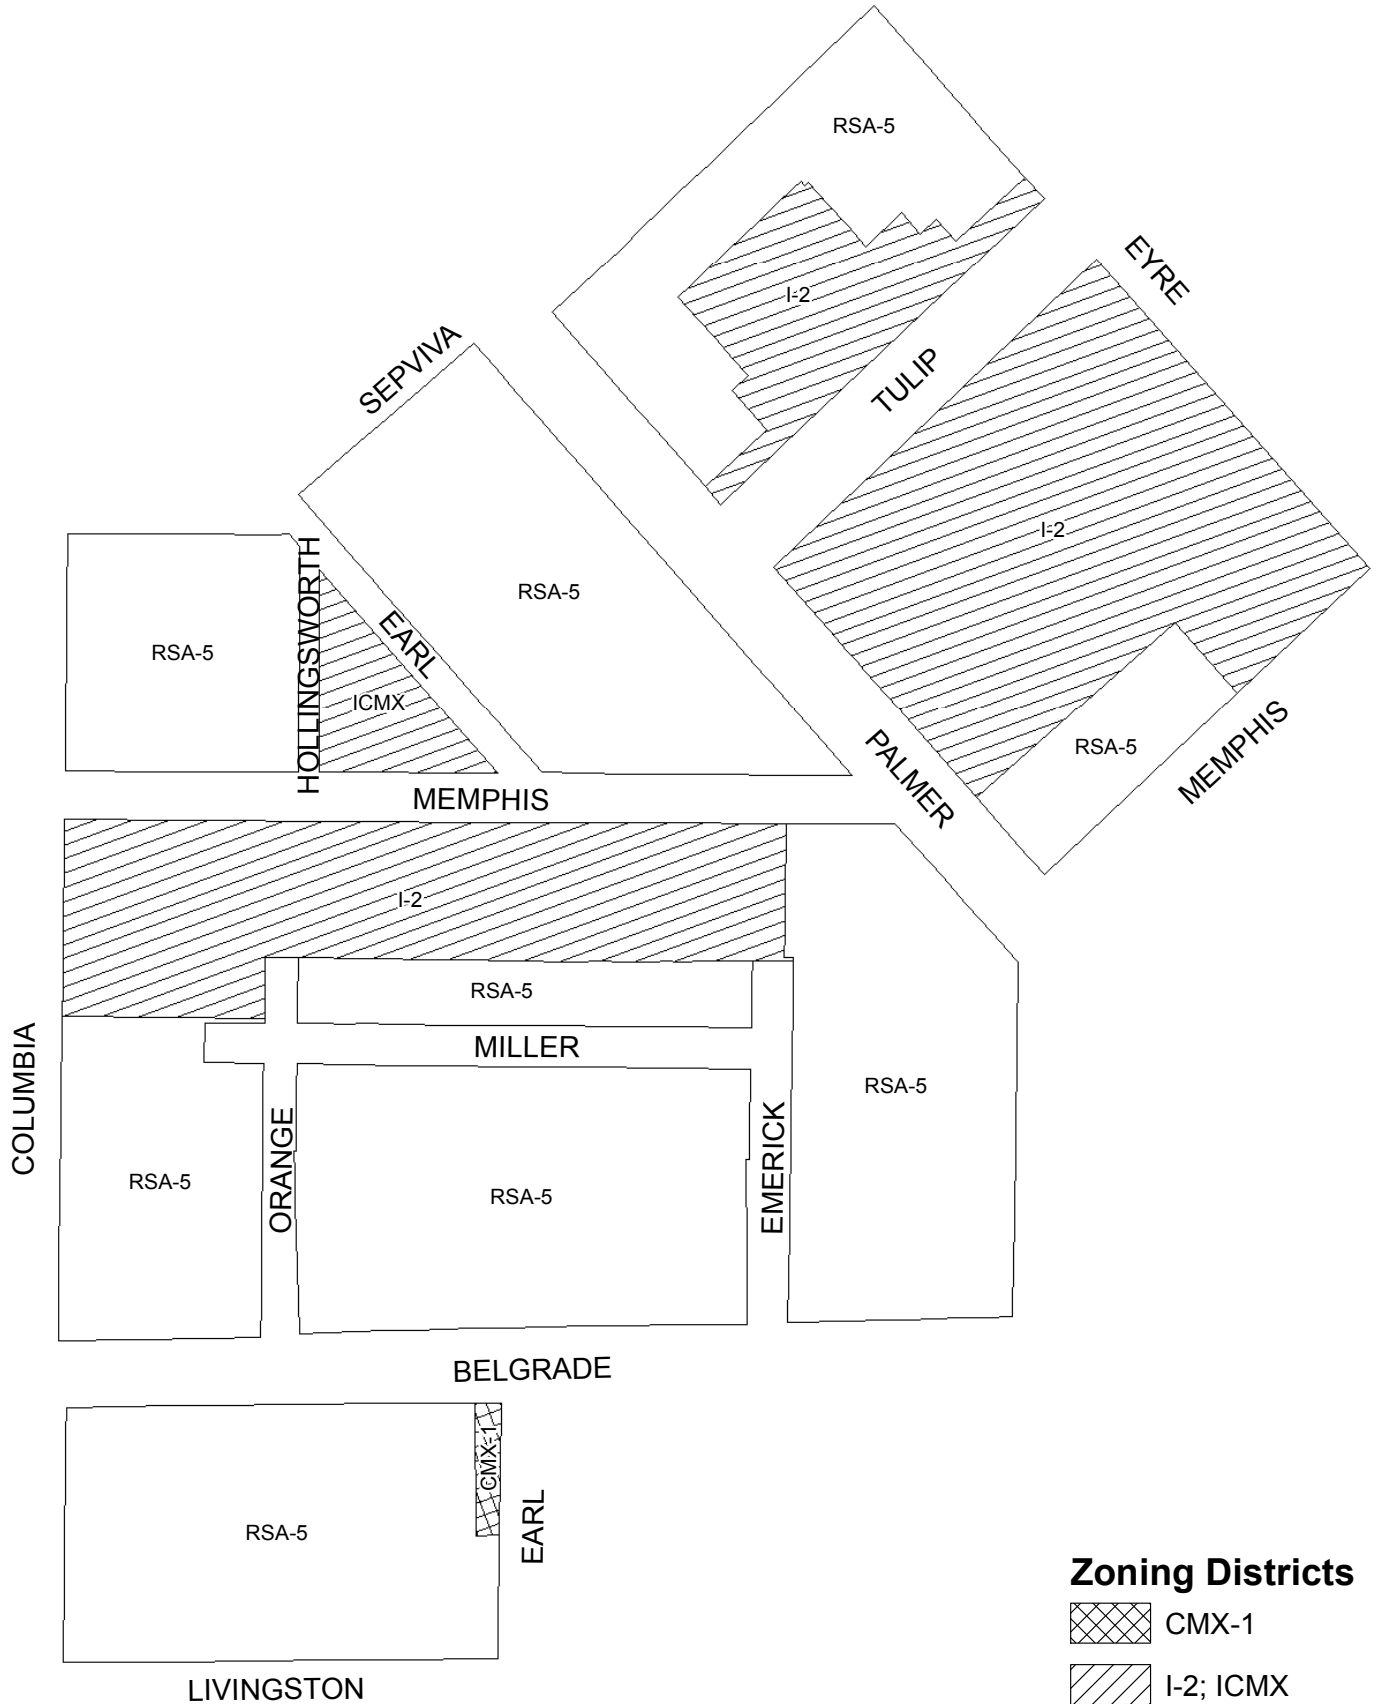 RSA-5
EYRE
I-2
SEPVIVA
TULIP
I-2
HOLLINGSWORTH
RSA-5
EARL
RSA-5
ICMX
PALMER
RSA-5
MEMPHIS
MEMPHIS
I-2
RSA-5
COLUMBIA
MILLER
RSA-5
ORANGE
EMERICK
RSA-5
RSA-5
BELGRADE
CMX-1
RSA-5
EARL
Zoning Districts
CMX-1
I-2; ICMX
LIVINGSTON